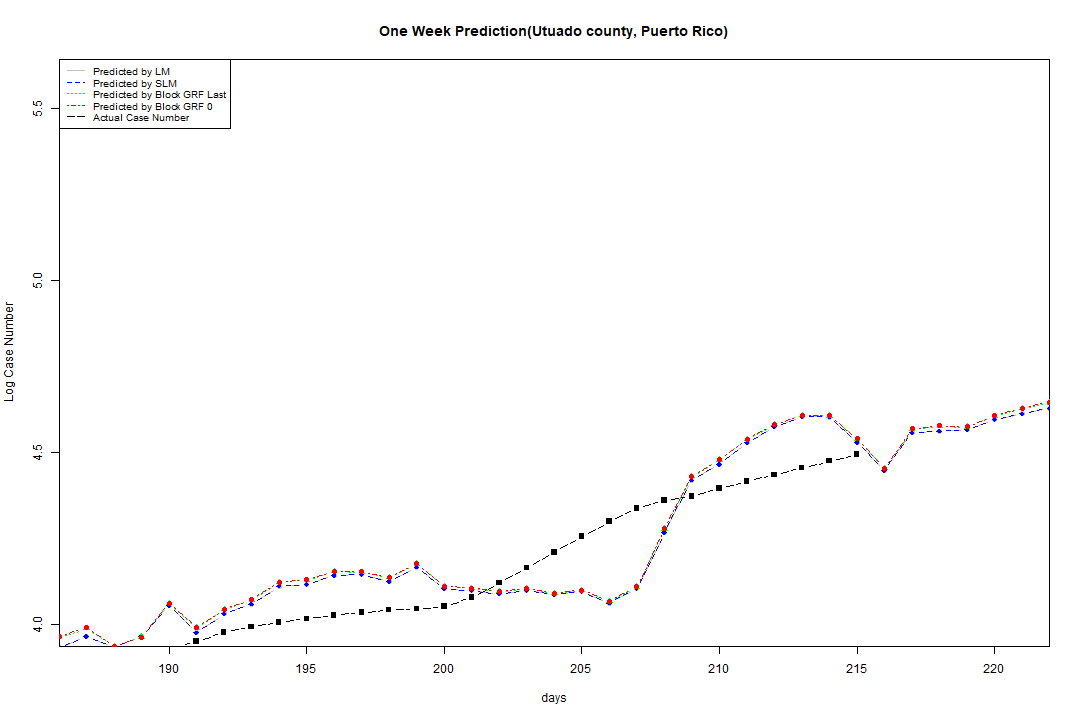 One Week Prediction(Utuado county, Puerto Rico)
Predicted by LM
Predicted by SLM
Predicted by Block GRF Last
Predicted by Block GRF 0
Actual Case Number
5.5
5.0
4.5
4.0
Log Case Number
190 195 200 205 210 215 220
days